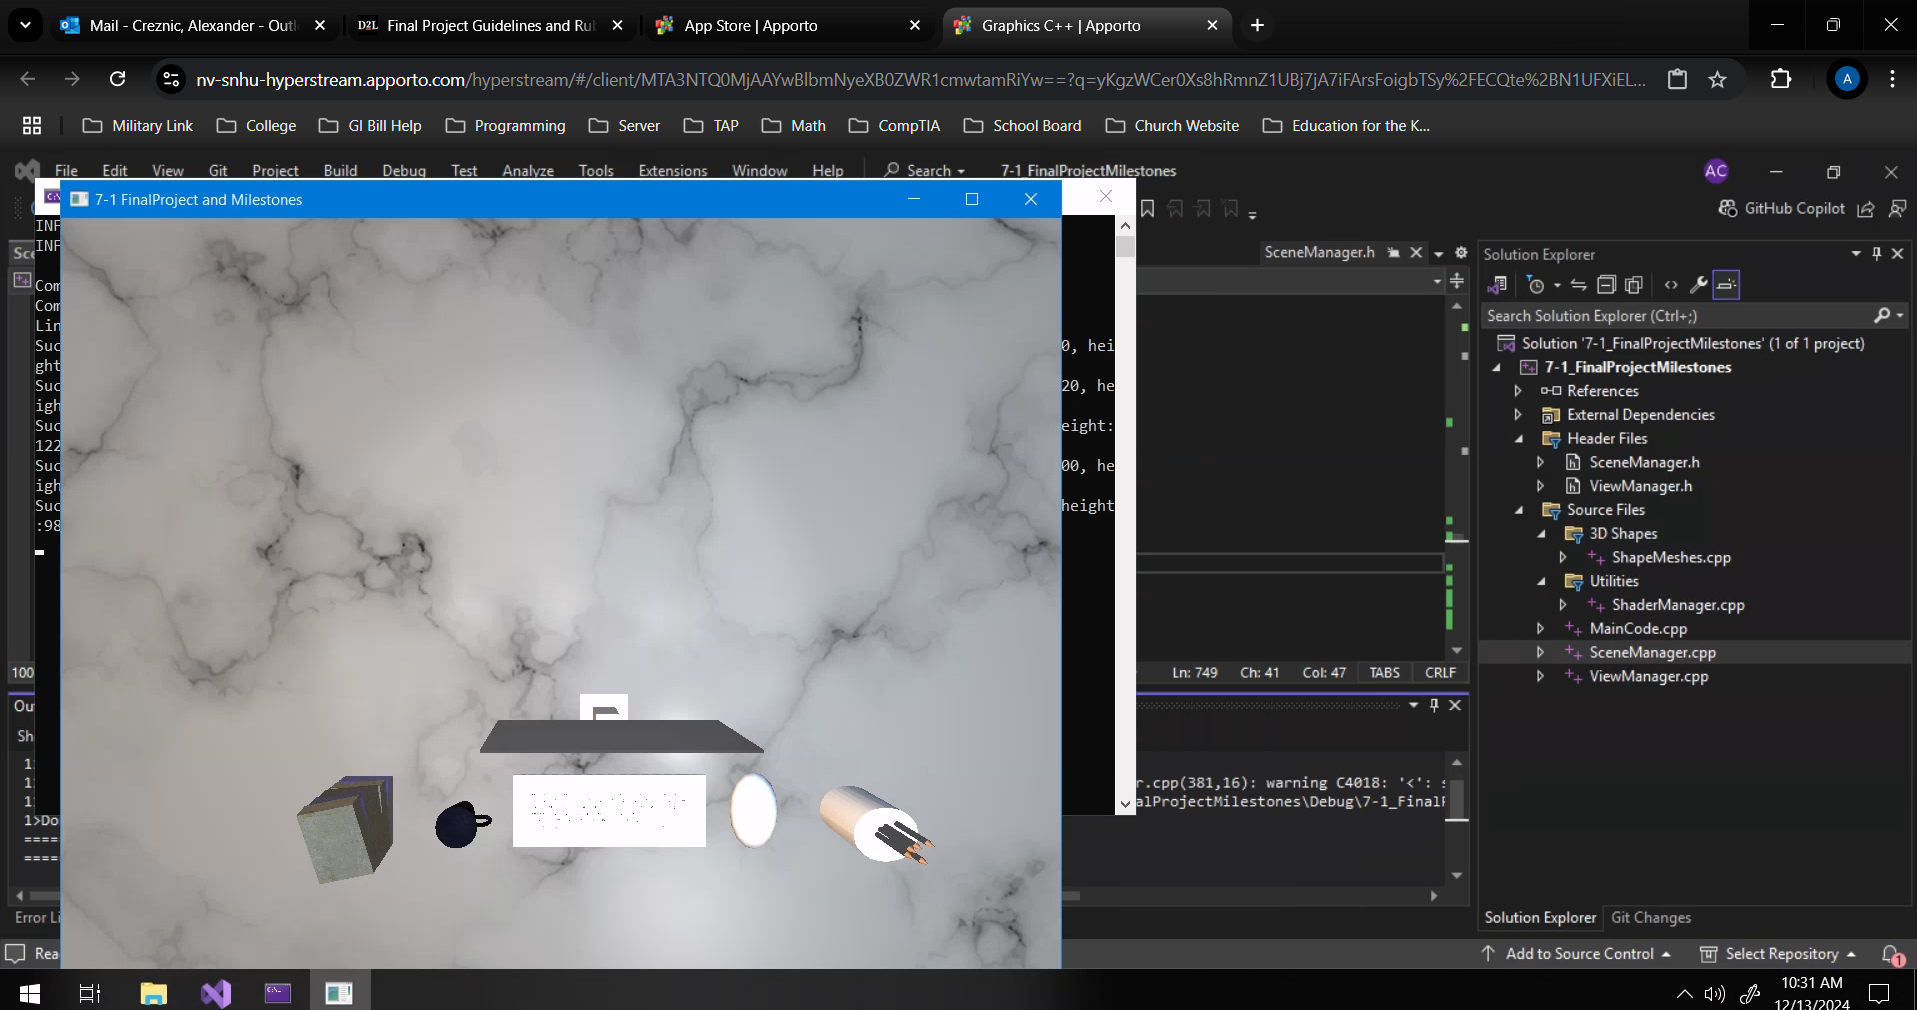 Mail - Creznic, Alexander - Outl
D2L Final Project Guidelines and Ru
App Store | Apporto
Graphics C++ | Apporto
nv-snhu-hyperstream.apporto.com/hyperstream/#/client/MTA3NTQ0MjAAYwBlbmNyeXB0ZWR1cmwtamRiYw==?q=yKgzWCer0Xs8hRmnZ1UBj7jA7iFArsFoigbTSy%2FECQte%2BN1UFXiEL...
A
Military Link College GI Bill Help Programming Server TAP Math CompTIA School Board Church Website Education for the K...
File Edit View Git Project Build Debug Test Analyze Tools Extensions Window Help Search 7-1_FinalProjectMilestones AC
7-1 FinalProject and Milestones
GitHub Copilot
INF
INF
Sce
SceneManager.h
Solution Explorer
Com
Com
Lin
Search Solution Explorer (Ctrl+;)
Suc
0, hei
Solution '7-1_FinalProjectMilestones' (1 of 1 project)
ght
7-1_FinalProjectMilestones
Suc
20, he
References
igh
External Dependencies
Suc
eight:
Header Files
122
SceneManager.h
Suc
00, he
igh
ViewManager.h
Suc
height
Source Files
:98
3D Shapes
ShapeMeshes.cpp
Utilities
ShaderManager.cpp
MainCode.cpp
SceneManager.cpp
ViewManager.cpp
100
Ln: 749 Ch: 41 Col: 47 TABS CRLF
Ou
Sh
1
1
r.cpp(381,16): warning C4018: '<': s
1
alProjectMilestones\Debug\7-1_FinalF
1>Do
====
====
Error Li
Solution Explorer Git Changes
Rea
Add to Source Control Select Repository 1
10:31 AM
12/13/2024